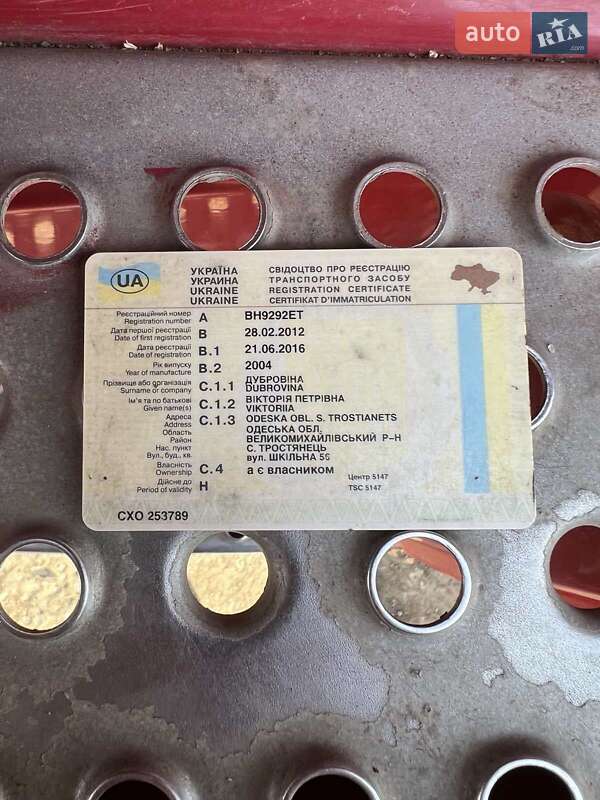 auto RIA.com
UA
УКРАЇНА
УКРАИНА
UKRAINE
UKRAINE
СВІДОЦТВО ПРО РЕЄСТРАЦІЮ
ТРАНСПОРТНОГО ЗАСОБУ
REGISTRATION CERTIFICATE
CERTIFIKAT D'IMMATRICULATION
Реєстраційний номер
Registration number A BH9292ET
Дата першої реєстрації
Date of first registration B 28.02.2012
Дата реєстрації
Date of registration B.1 21.06.2016
Рік випуску
Year of manufacture B.2 2004
Прізвище або організація ДУБРОВІНА
Surname or company C.1.1 DUBROVINA
Ім'я та по батькові ВІКТОРІЯ ПЕТРІВНА
Given name(s) C.1.2 VIKTORIIA
Адреса ODESKA OBL. S. TROSTIANETS
Address C.1.3
Область ОДЕСЬКА ОБЛ.
Район ВЕЛИКОМИХАЙЛІВСЬКИЙ Р-Н
Нас. пункт С. ТРОСТЯНЕЦЬ
Вул., буд., кв. вул. ШКІЛЬНА
Власність
Ownership C.4 а є власником
Дійсне до
Period of validity H
Центр 5147
TSC 5147
СХО 253789